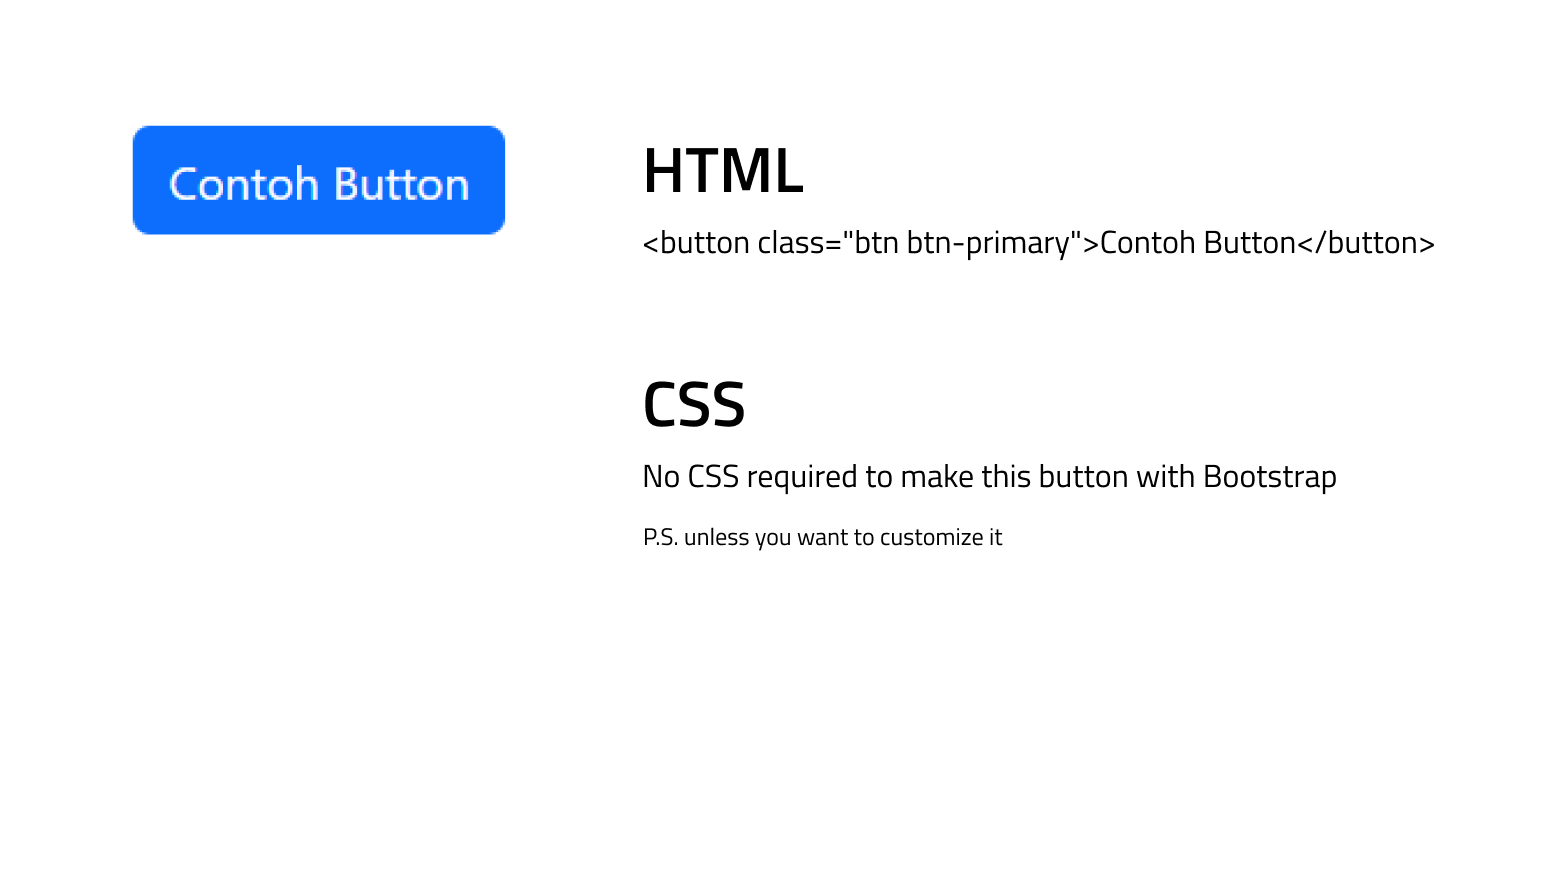 Contoh Button
HTML
<button class="btn btn-primary">Contoh Button</button>
CSS
No CSS required to make this button with Bootstrap
P.S. unless you want to customize it